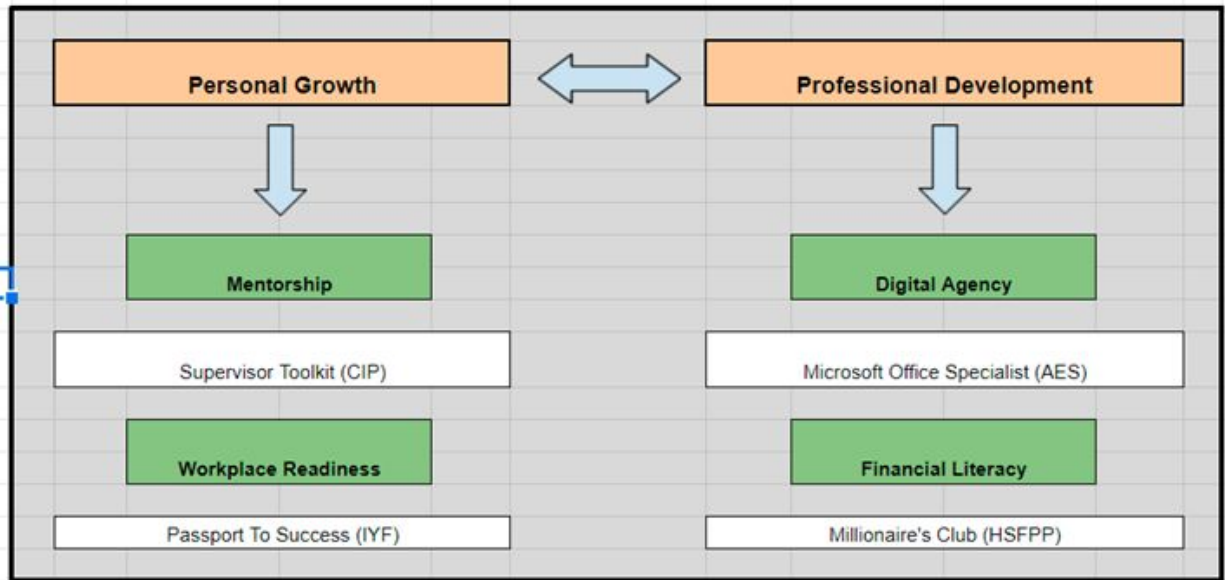 Personal Growth
Professional Development
Mentorship
Digital Agency
Supervisor Toolkit (CIP)
Microsoft Office Specialist (AES)
Workplace Readiness
Financial Literacy
Passport To Success (IYF)
Millionaire's Club (HSFPP)